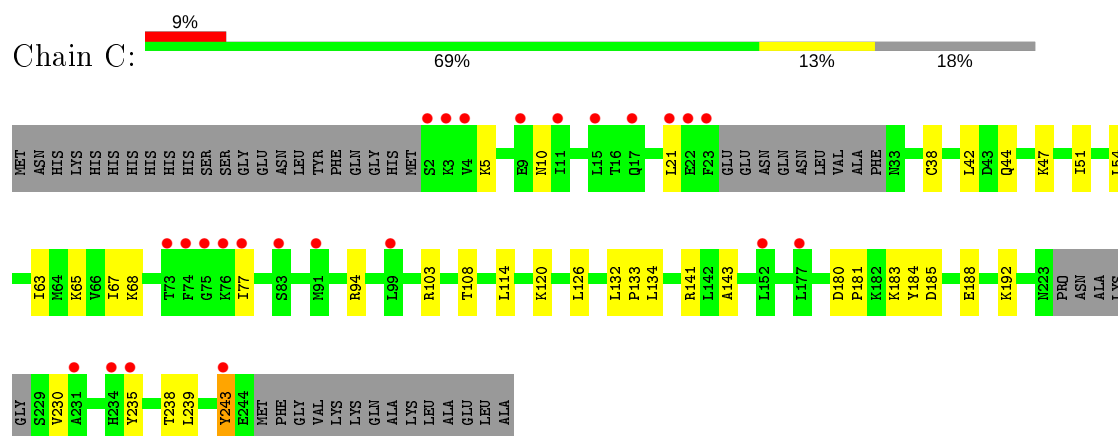 9%
Chain C:
69% 13% 18%
MET ASN HIS LYS HIS HIS HIS HIS HIS HIS HIS SER SER GLY GLU ASN LEU TYR PHE GLN GLY HIS MET S2 K3 V4 K5 E9 N10 I11 L15 T16 Q17 L21 E22 F23 GLU GLU ASN GLN ASN LEU VAL ALA PHE N33 C38 L42 D43 Q44 K47 I51 L54
I63 M64 K65 V66 I67 K68 T73 F74 G75 K76 I77 S83 M91 R94 L99 R103 T108 L114 K120 L126 L132 P133 L134 R141 L142 A143 L152 L177 D180 P181 K182 K183 Y184 D185 E188 K192 N223 PRO ASN ALA LYS
GLY S229 V230 A231 H234 Y235 T238 L239 Y243 E244 MET PHE GLY VAL LYS LYS GLN ALA LYS LEU ALA GLU LEU ALA